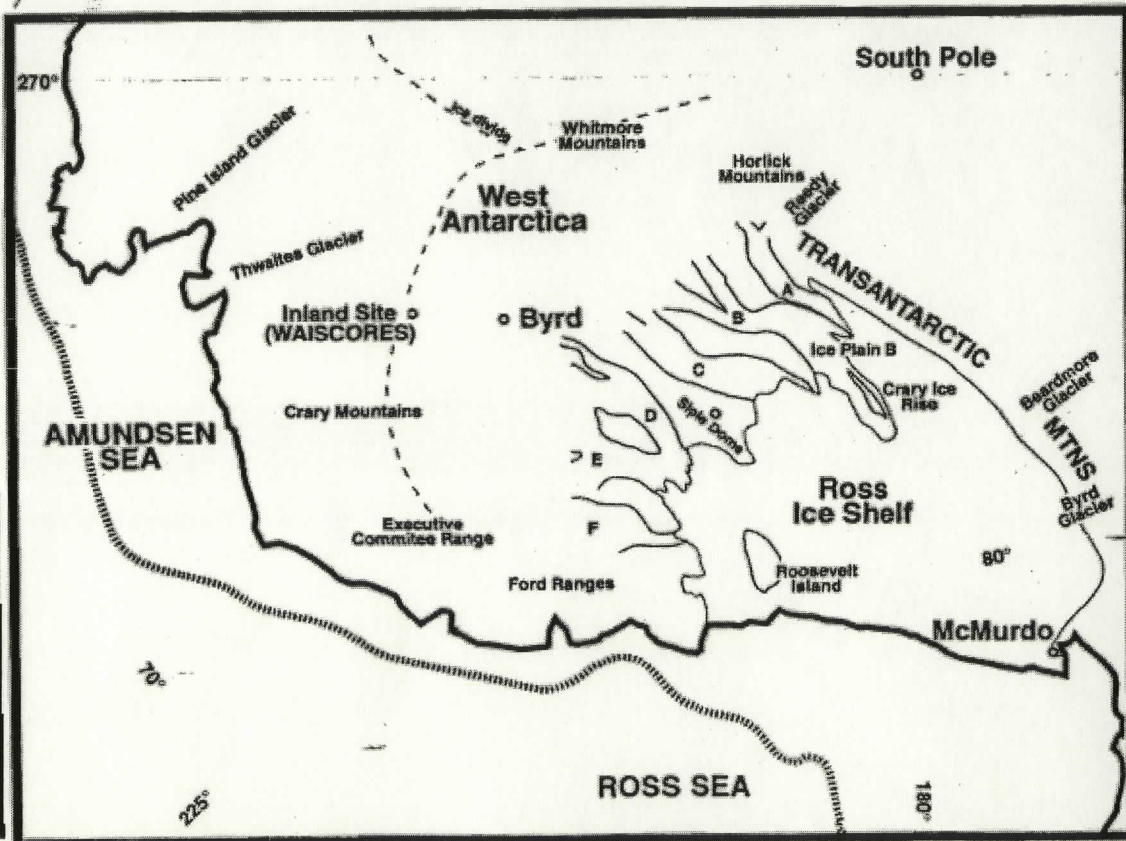 South Pole
270°
ice divide
Whitmore
Mountains
Pine Island Glacier
Horlick
Mountains
Reedy
Glacier
West
Antarctica
Thwaites Glacier
TRANSANTARCTIC
MTNS
A
Inland Site
(WAISCORES)
Byrd
B
Ice Plain B
C
Crary Ice
Rise
Beardmore
Glacier
Crary Mountains
Siple Dome
D
AMUNDSEN
SEA
E
Ross
Ice Shelf
Byrd
Glacier
Executive
Commitee Range
F
80°
Ford Ranges
Roosevelt
Island
McMurdo
70°
ROSS SEA
225°
180°